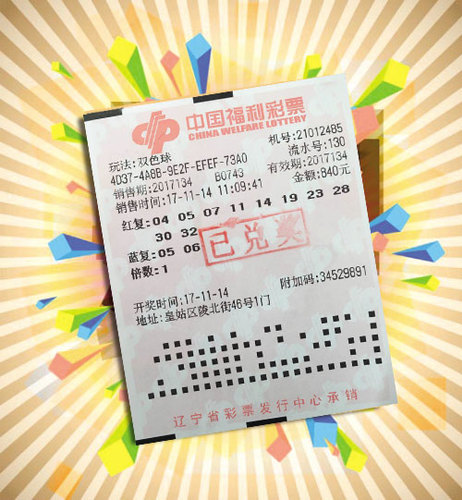 中国福利彩票
CHINA WELFARE LOTTERY
玩法:双色球
机号:21012485
4D37-4A8B-9E2F-EFEF-73A0
流水号:130
销售期:2017134 B0743
有效期:2017134
销售时间:17-11-14 11:09:41
金额:840元
红复: 04 05 07 11 14 19 23 28
30 32
蓝复: 05 06
倍数: 1
已兑奖
开奖时间:17-11-14
附加码:34529891
地址:皇姑区陵北街46号1门
辽宁省彩票发行中心承销